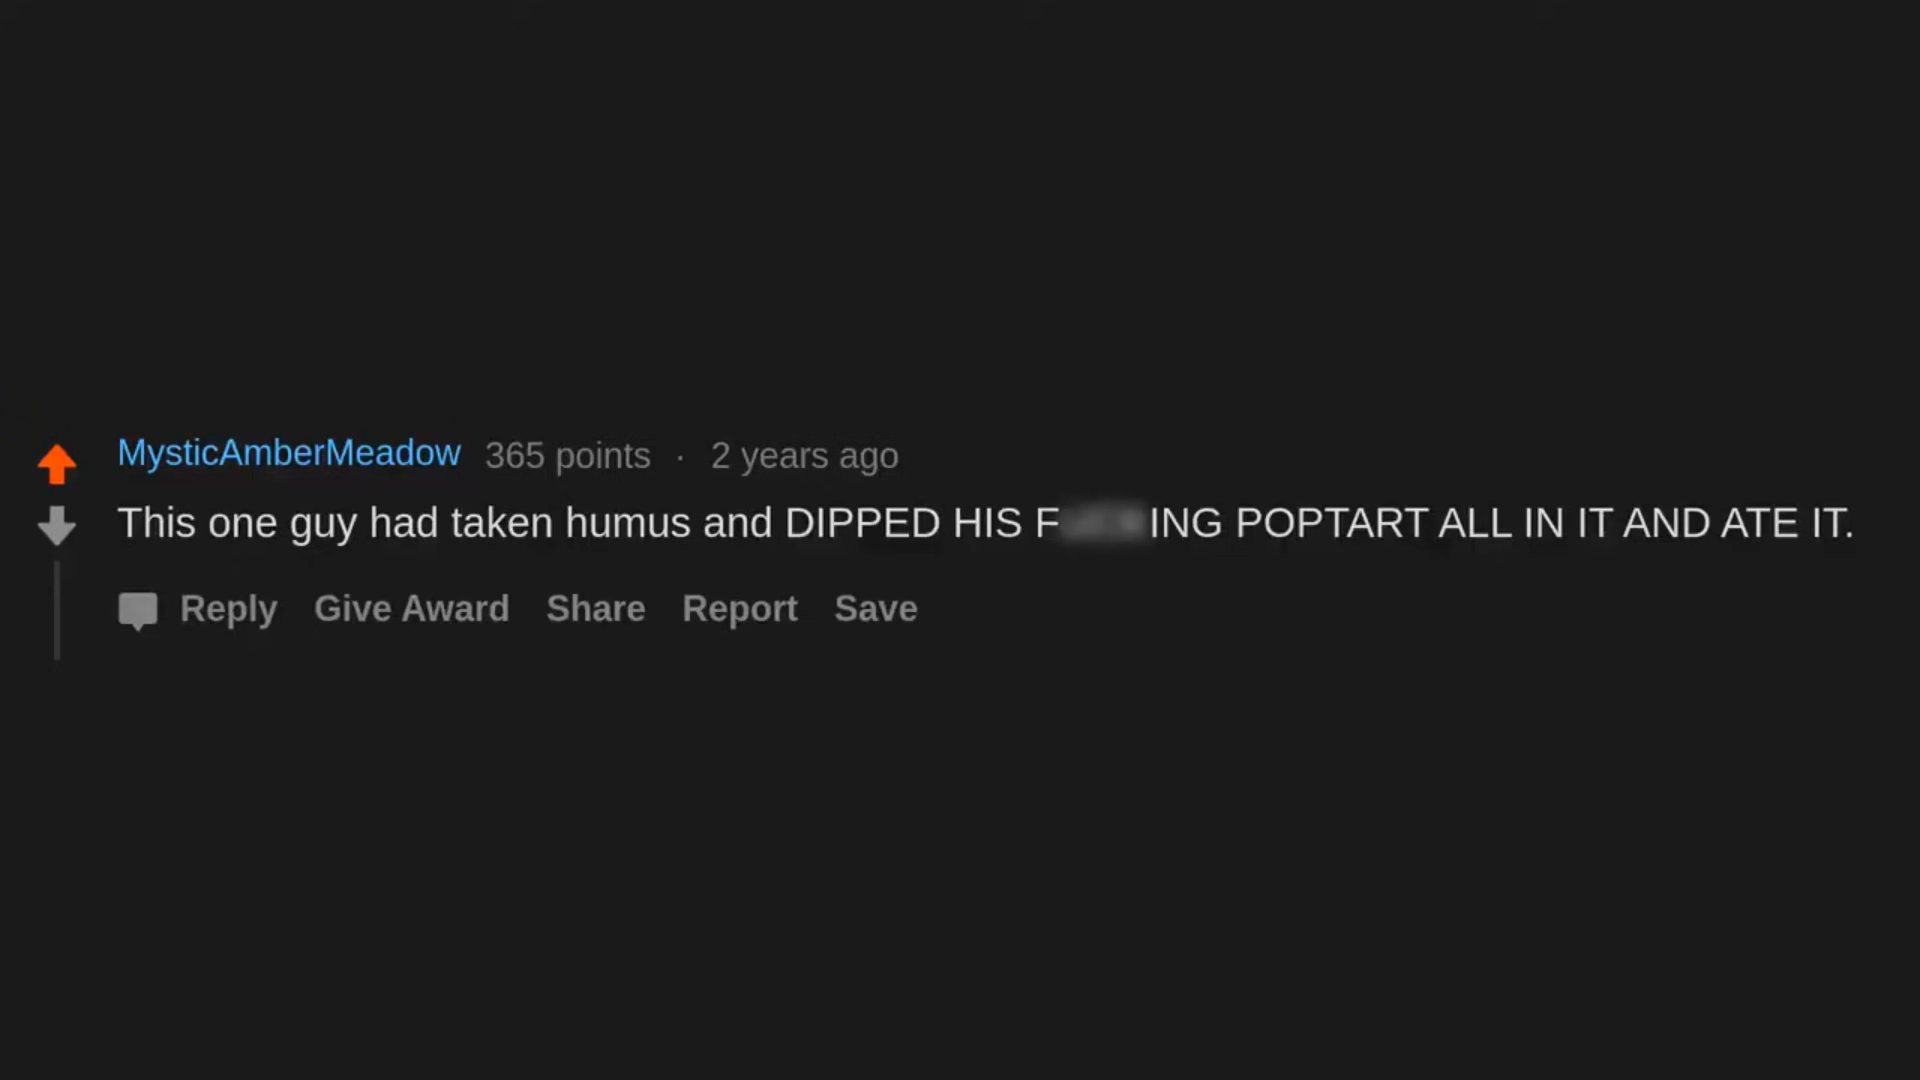 MysticAmberMeadow 365 points · 2 years ago
This one guy had taken humus and DIPPED HIS F ING POPTART ALL IN IT AND ATE IT.
Reply Give Award Share Report Save